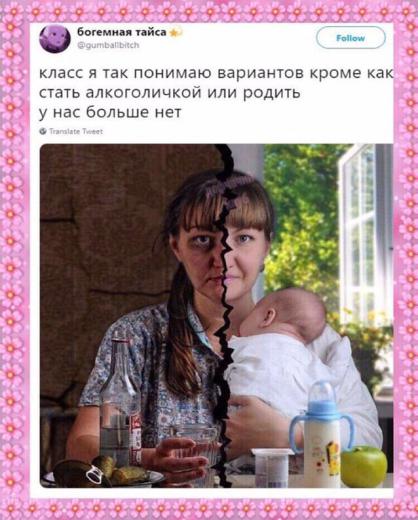 богемная тайса
@gumballbitch
Follow
класс я так понимаю вариантов кроме как
стать алкоголичкой или родить
у нас больше нет
Translate Tweet